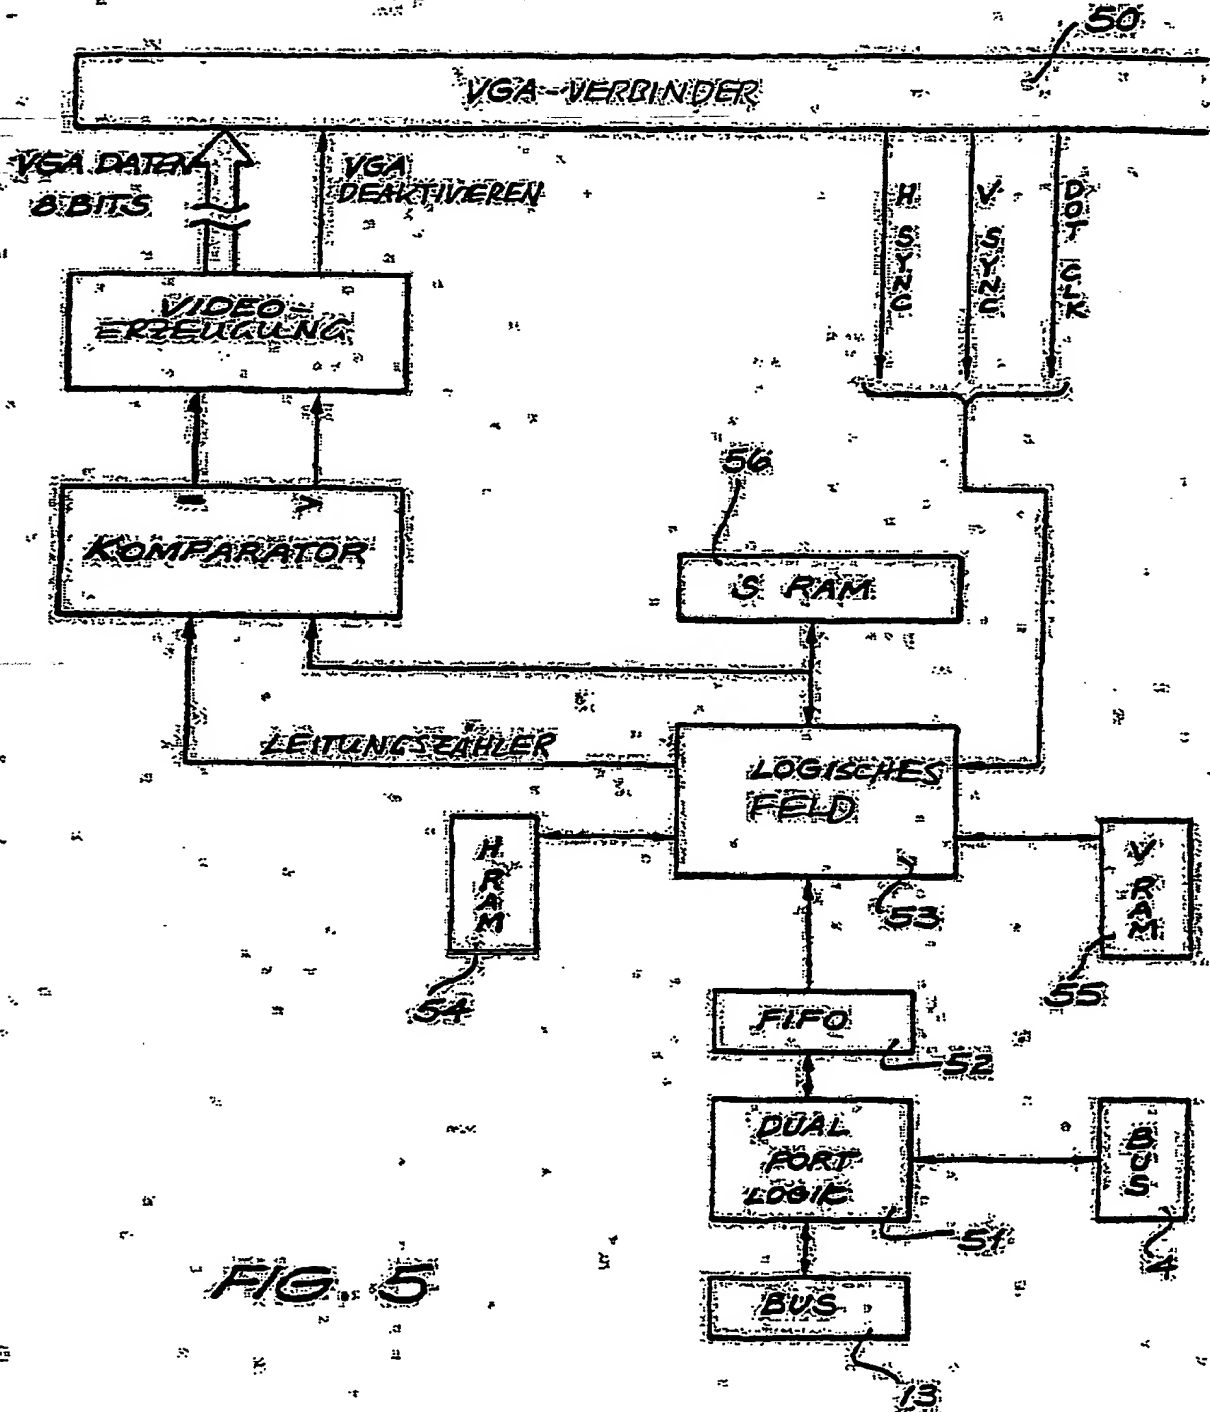 50
VGA-VERBINDER
VGA DATEN
8 BITS
VGA
DEAKTIVIEREN
H SYNC
V SYNC
DOT CLK
VIDEO-
ERZEUGUNG
56
- >
KOMPARATOR
S RAM
LEITUNGSZÄHLER
LOGISCHES
FELD
H RAM
V RAM
53
54
55
FIFO
52
DUAL
PORT
LOGIK
BUS
51
4
FIG. 5
BUS
13